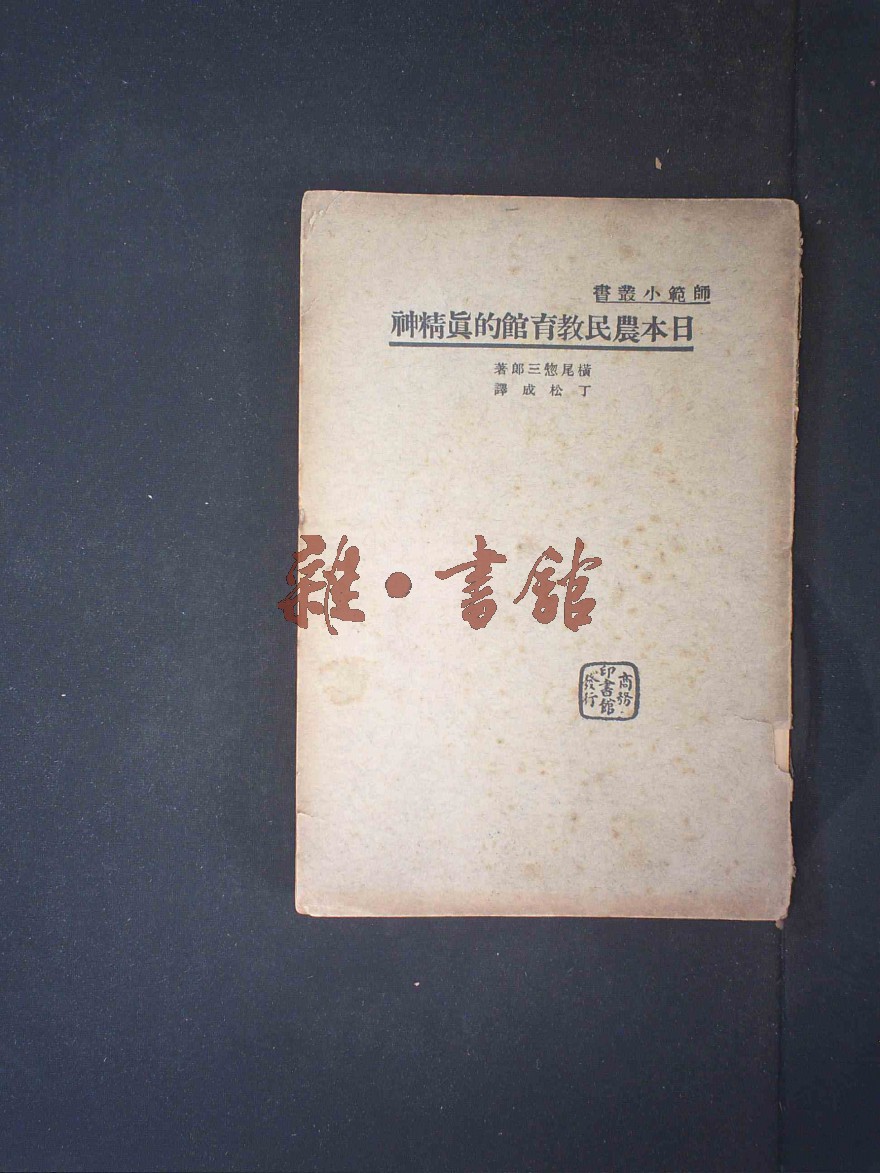 師範小叢書
日本農民教育館的眞精神
橫尾惣三郎著
丁松成譯
雜·書館
商務
印書館
發行